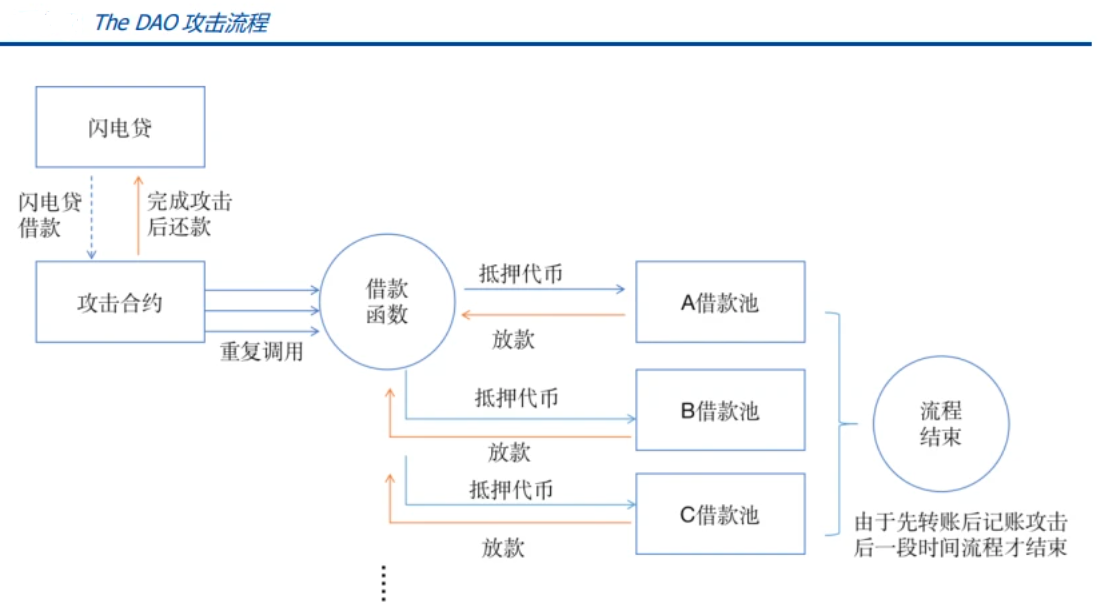 The DAO 攻击流程
闪电贷
闪电贷
借款
完成攻击
后还款
攻击合约
重复调用
借款
函数
抵押代币
放款
A借款池
抵押代币
放款
B借款池
抵押代币
放款
C借款池
流程
结束
由于先转账后记账攻击
后一段时间流程才结束